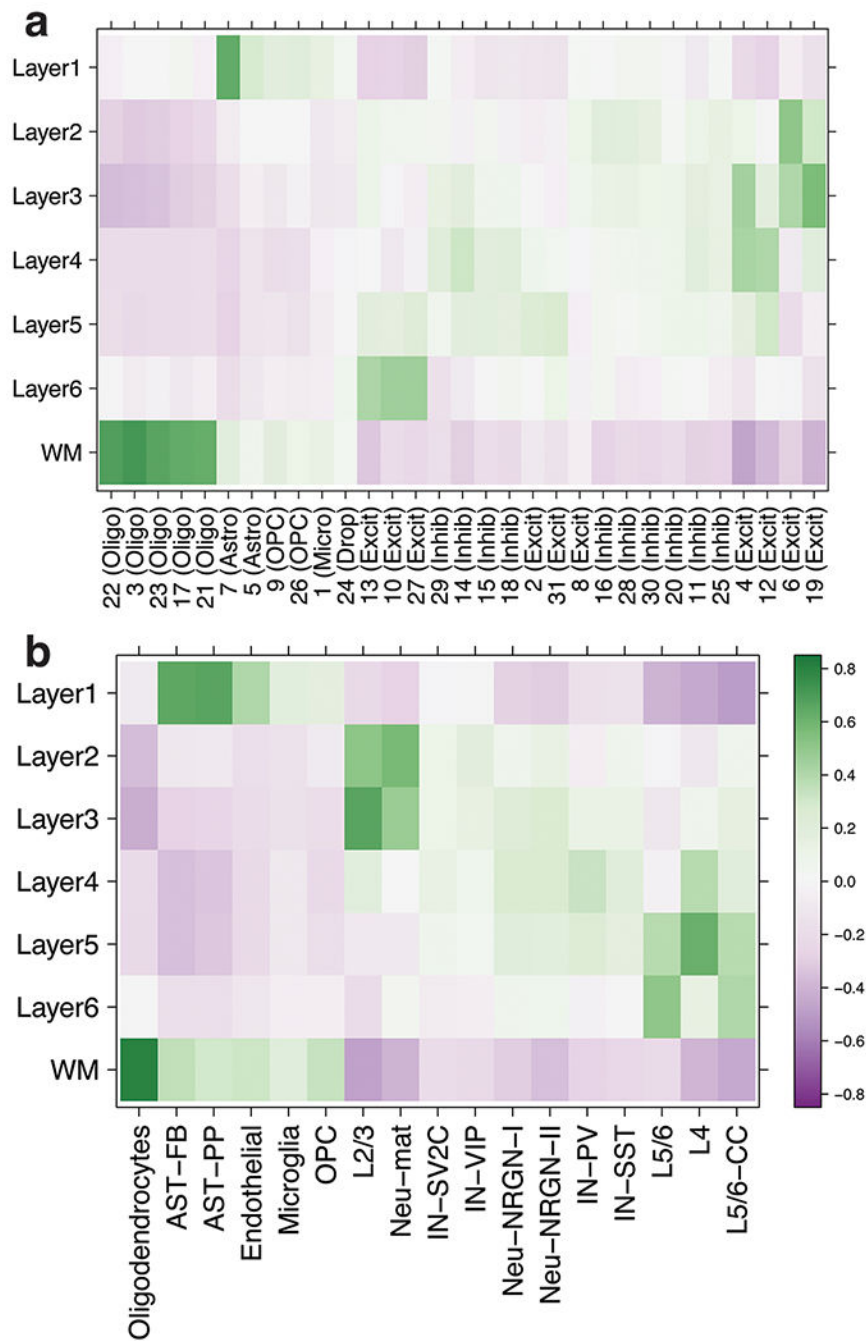 a
Layer1
Layer2
Layer3
Layer4
Layer5
Layer6
WM
22 (Oligo)
3 (Oligo)
23 (Oligo)
17 (Oligo)
21 (Oligo)
7 (Astro)
5 (Astro)
9 (OPC)
26 (OPC)
1 (Micro)
24 (Drop)
13 (Excit)
10 (Excit)
27 (Excit)
29 (Inhib)
14 (Inhib)
15 (Inhib)
18 (Inhib)
2 (Excit)
31 (Excit)
8 (Excit)
16 (Inhib)
28 (Inhib)
30 (Inhib)
20 (Inhib)
11 (Inhib)
25 (Inhib)
4 (Excit)
12 (Excit)
6 (Excit)
19 (Excit)
b
Layer1
Layer2
Layer3
Layer4
Layer5
Layer6
WM
Oligodendrocytes
AST−FB
AST−PP
Endothelial
Microglia
OPC
L2/3
Neu−mat
IN−SV2C
IN−VIP
Neu−NRGN−I
Neu−NRGN−II
IN−PV
IN−SST
L5/6
L4
L5/6−CC
0.8
0.6
0.4
0.2
0.0
−0.2
−0.4
−0.6
−0.8